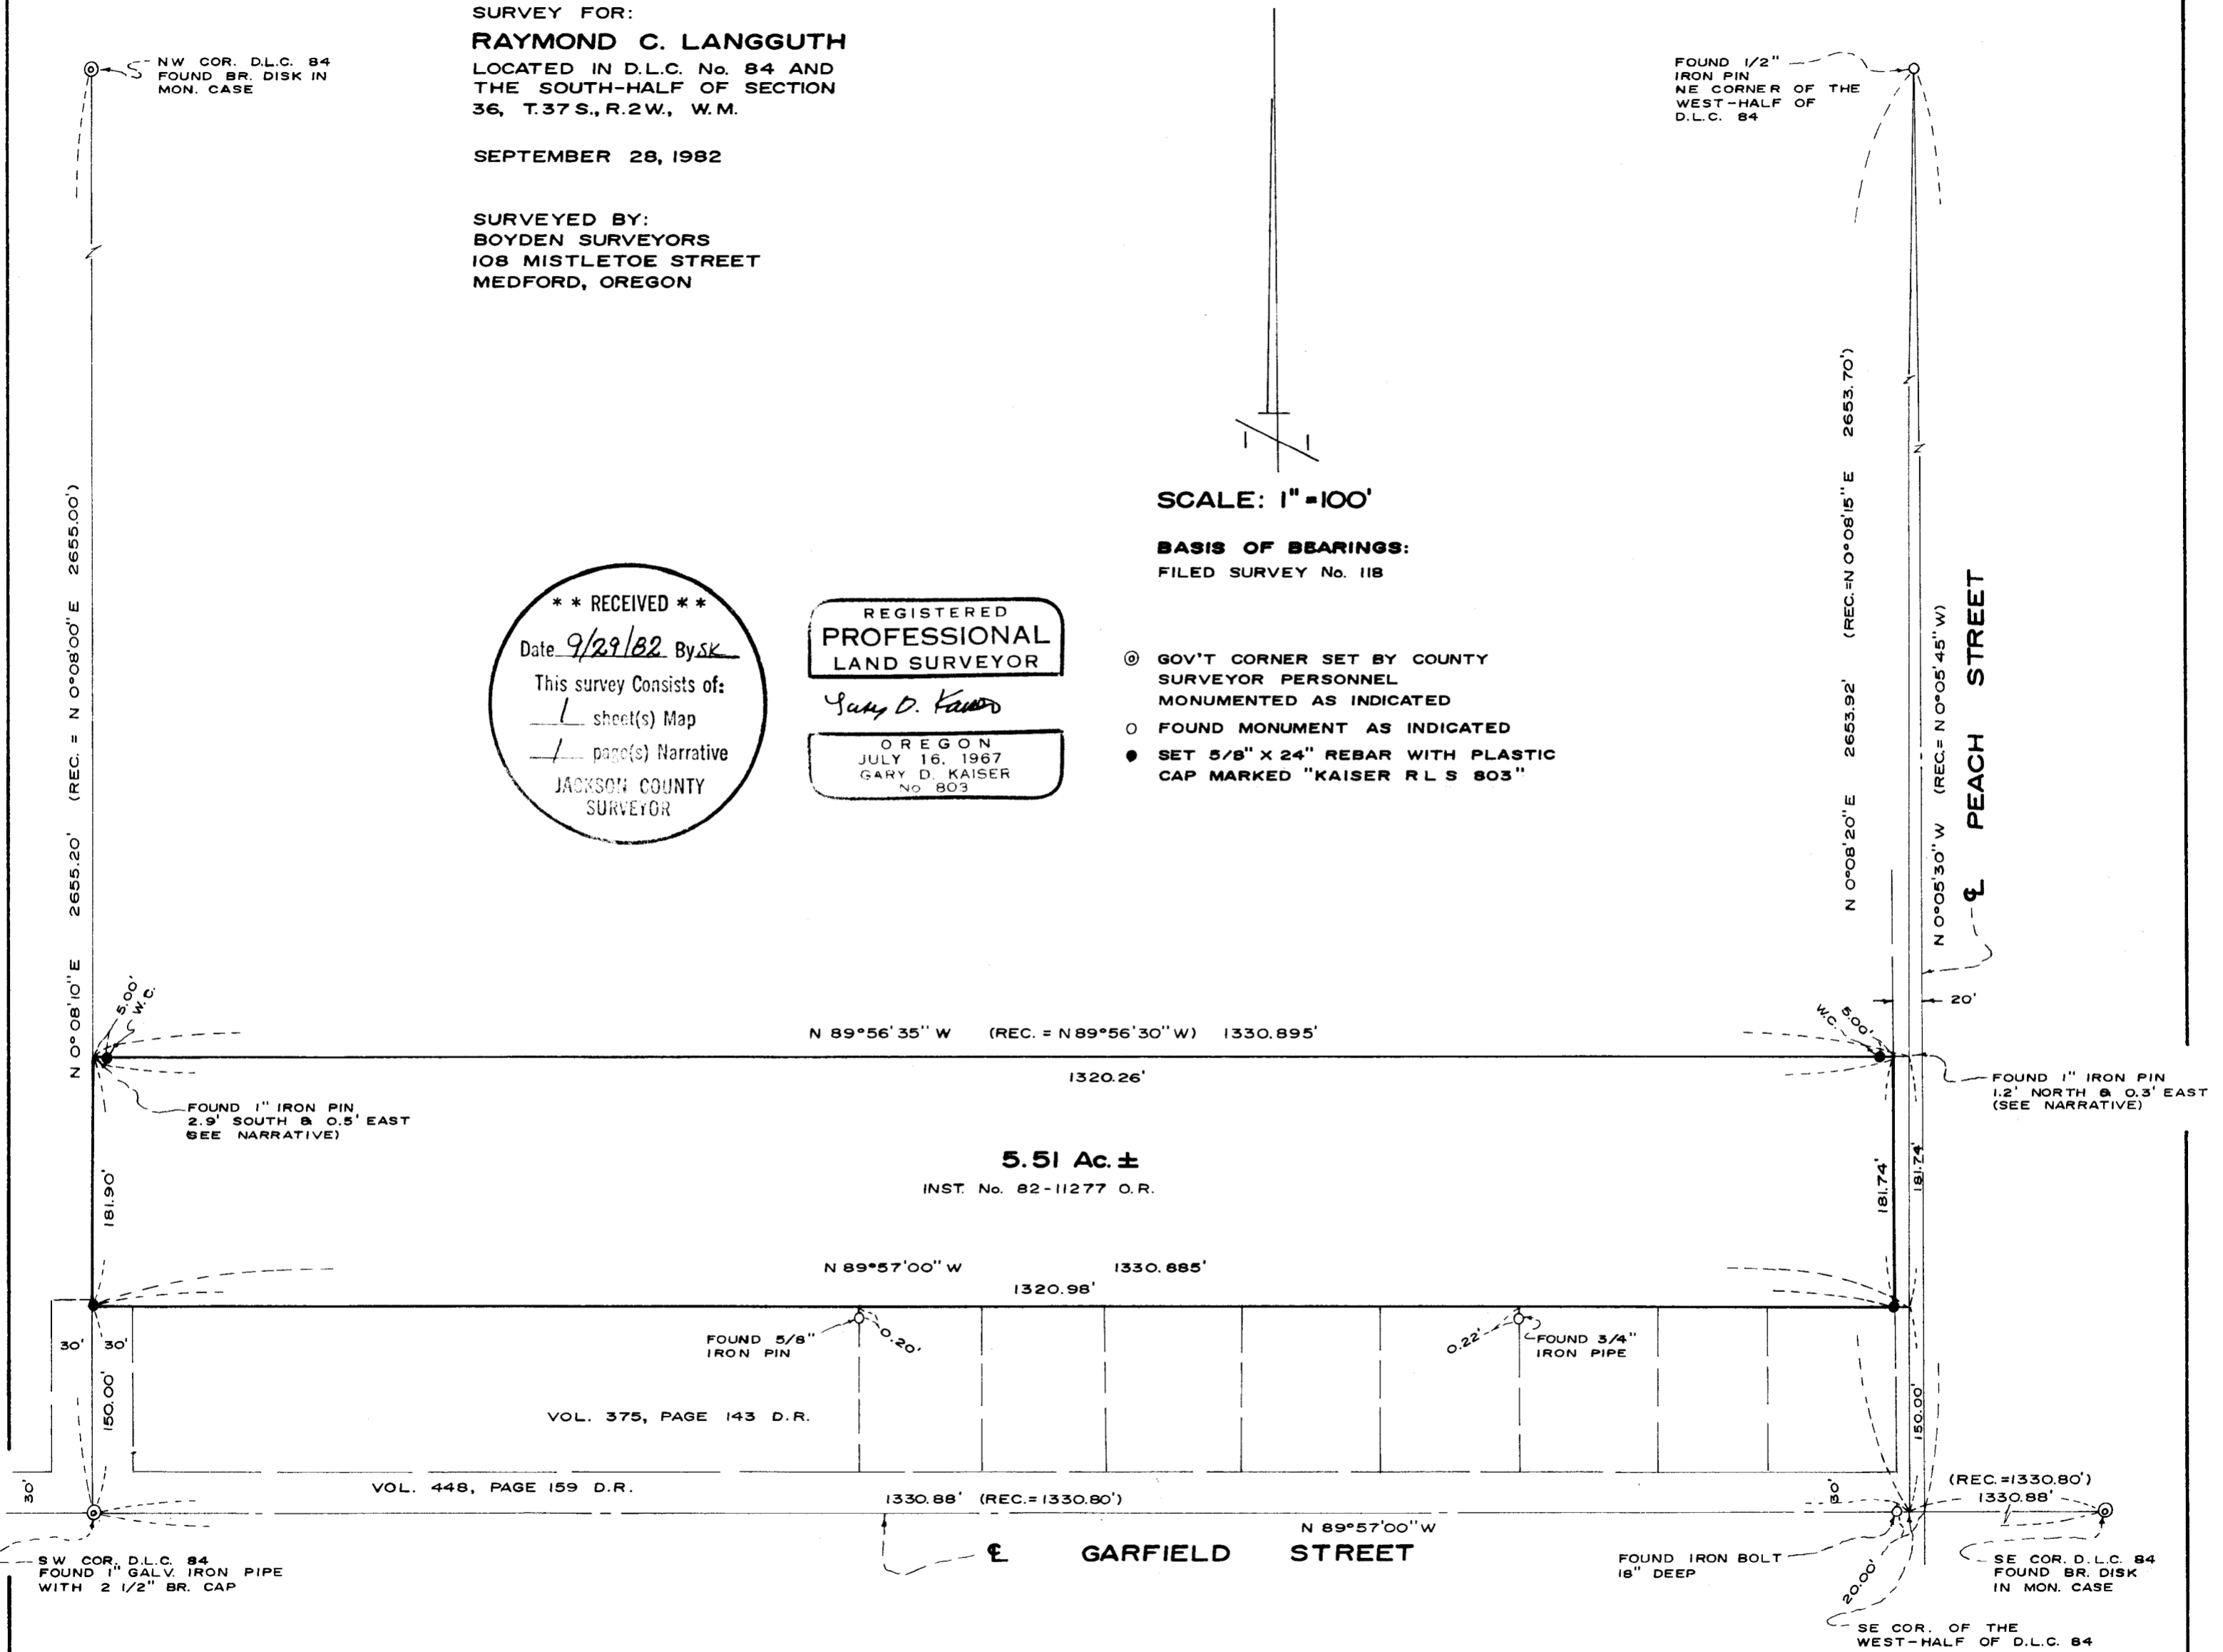 SURVEY FOR:
RAYMOND C. LANGGUTH
LOCATED IN D.L.C. No. 84 AND
THE SOUTH-HALF OF SECTION
36, T.37 S., R.2 W., W.M.
SEPTEMBER 28, 1982
SURVEYED BY:
BOYDEN SURVEYORS
108 MISTLETOE STREET
MEDFORD, OREGON
NW COR. D.L.C. 84
FOUND BR. DISK IN
MON. CASE
FOUND 1/2"
IRON PIN
NE CORNER OF THE
WEST-HALF OF
D.L.C. 84
SCALE: 1"=100'
BASIS OF BEARINGS:
FILED SURVEY No. 118
GOV'T CORNER SET BY COUNTY
SURVEYOR PERSONNEL
MONUMENTED AS INDICATED
FOUND MONUMENT AS INDICATED
SET 5/8" X 24" REBAR WITH PLASTIC
CAP MARKED "KAISER R L S 803"
* * RECEIVED * *
Date 9/29/82 By SK
This survey Consists of:
1 sheet(s) Map
1 page(s) Narrative
JACKSON COUNTY
SURVEYOR
REGISTERED
PROFESSIONAL
LAND SURVEYOR
Gary D. Kaiser
OREGON
JULY 16, 1967
GARY D. KAISER
No 803
N 0°08'10" E 2655.20' (REC. = N 0°08'00" E 2655.00')
N 0°08'20" E 2653.92' (REC.=N 0°08'15" E 2653.70')
N 0°05'30" W (REC.= N 0°05'45" W)
℄ PEACH STREET
20'
5.00'
W.C.
W.C.
5.00'
N 89°56'35" W (REC. = N 89°56'30" W) 1330.895'
1320.26'
FOUND 1" IRON PIN
2.9' SOUTH & 0.5' EAST
(SEE NARRATIVE)
FOUND 1" IRON PIN
1.2' NORTH & 0.3' EAST
(SEE NARRATIVE)
5.51 Ac. ±
INST. No. 82-11277 O.R.
181.90'
181.74'
181.74'
N 89°57'00" W 1330.885'
1320.98'
30' 30'
FOUND 5/8"
IRON PIN
0.20'
0.22'
FOUND 3/4"
IRON PIPE
150.00'
150.00'
VOL. 375, PAGE 143 D.R.
30'
VOL. 448, PAGE 159 D.R.
30'
1330.88' (REC.=1330.80')
(REC.=1330.80')
1330.88'
N 89°57'00" W
℄ GARFIELD STREET
SW COR. D.L.C. 84
FOUND 1" GALV. IRON PIPE
WITH 2 1/2" BR. CAP
FOUND IRON BOLT
18" DEEP
20.00'
SE COR. D.L.C. 84
FOUND BR. DISK
IN MON. CASE
SE COR. OF THE
WEST-HALF OF D.L.C. 84